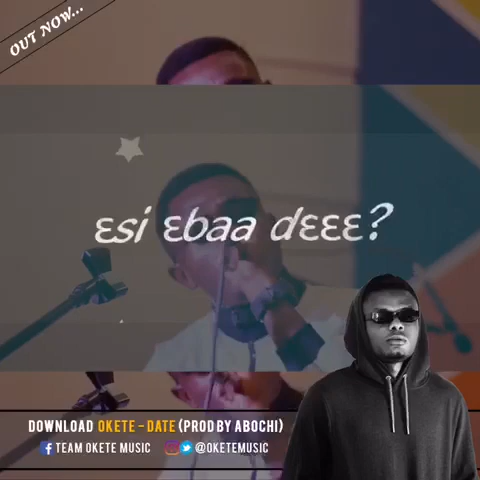 OUT NOW...
ɛsi ɛbaa dɛɛɛ?
DOWNLOAD OKETE - DATE (PROD BY ABOCHI)
TEAM OKETE MUSIC @OKETEMUSIC